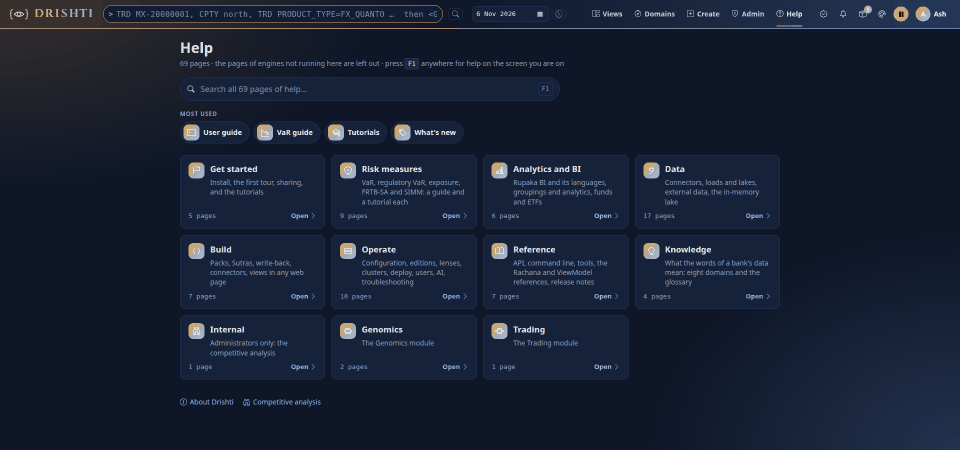 DRISHTI
> TRD MX-20000001, CPTY north, TRD PRODUCT_TYPE=FX_QUANTO … then <G
6 Nov 2026
Views
Domains
Create
Admin
Help
A
Ash
Help
69 pages · the pages of engines not running here are left out · press F1 anywhere for help on the screen you are on
Search all 69 pages of help...
F1
MOST USED
User guide
VaR guide
Tutorials
What's new
Get started
Install, the first tour, sharing,
and the tutorials
5 pages
Open
Risk measures
VaR, regulatory VaR, exposure,
FRTB-SA and SIMM: a guide and
a tutorial each
9 pages
Open
Analytics and BI
Rupaka BI and its languages,
groupings and analytics, funds
and ETFs
6 pages
Open
Data
Connectors, loads and lakes,
external data, the in-memory
lake
17 pages
Open
Build
Packs, Sutras, write-back,
connectors, views in any web
page
7 pages
Open
Operate
Configuration, editions, lenses,
clusters, deploy, users, AI,
troubleshooting
10 pages
Open
Reference
API, command line, tools, the
Rachana and ViewModel
references, release notes
7 pages
Open
Knowledge
What the words of a bank's data
mean: eight domains and the
glossary
4 pages
Open
Internal
Administrators only: the
competitive analysis
1 page
Open
Genomics
The Genomics module
2 pages
Open
Trading
The Trading module
1 page
Open
About Drishti
Competitive analysis